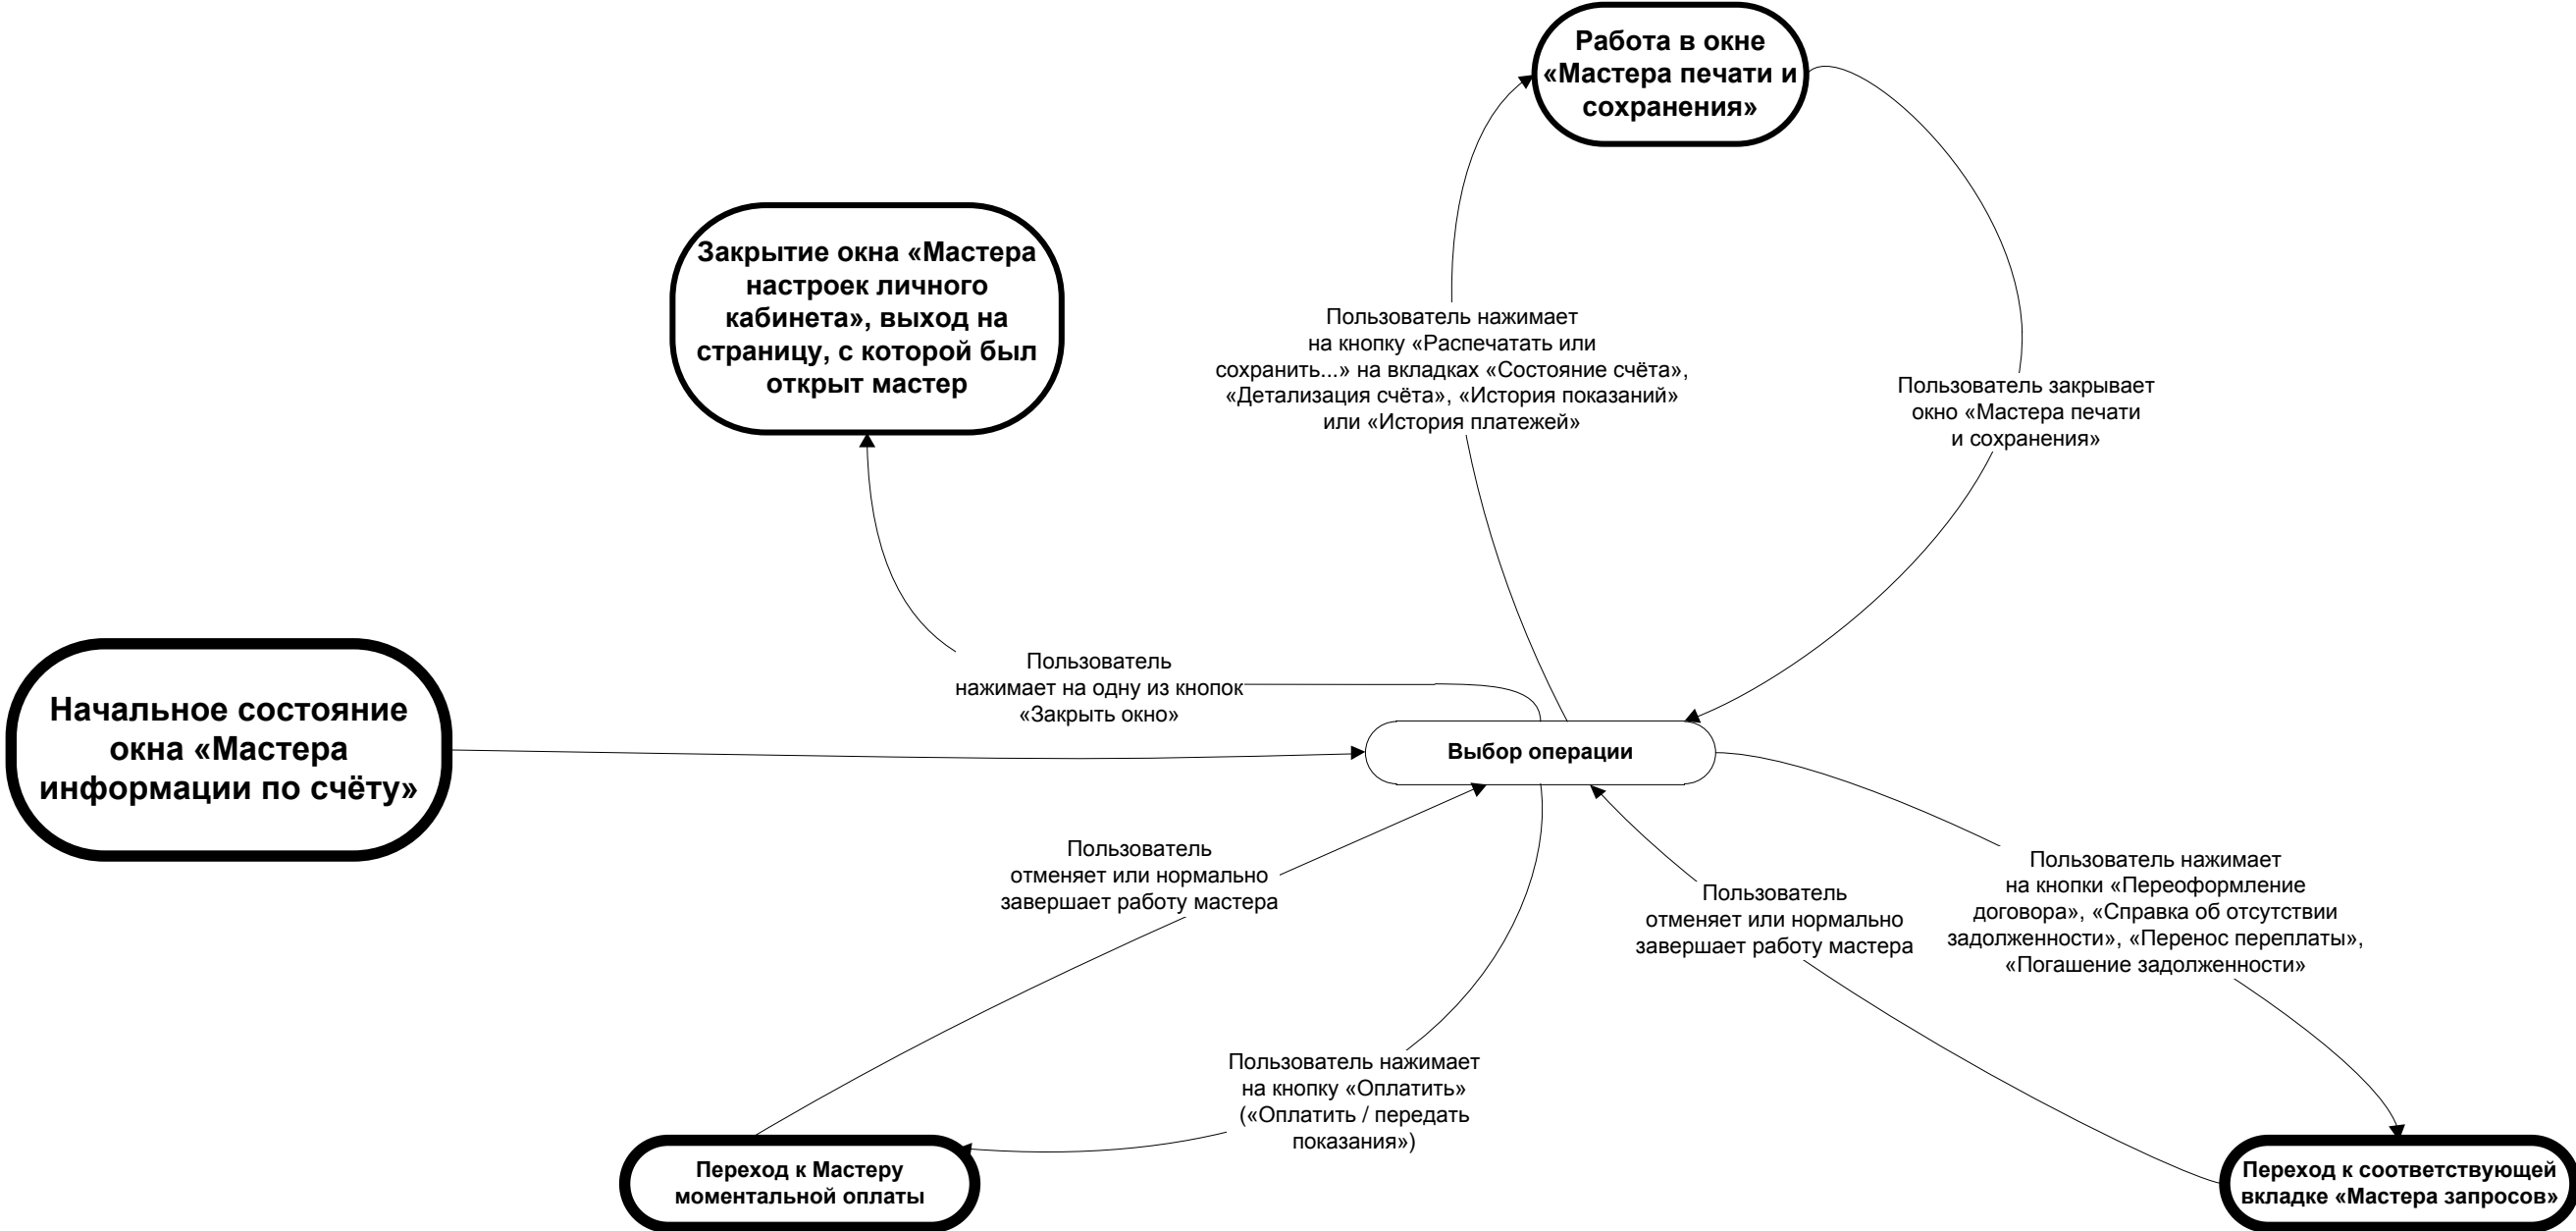 Работа в окне
«Мастера печати и
сохранения»
Закрытие окна «Мастера
настроек личного
кабинета», выход на
страницу, с которой был
открыт мастер
Пользователь нажимает
на кнопку «Распечатать или
сохранить...» на вкладках «Состояние счёта»,
«Детализация счёта», «История показаний»
или «История платежей»
Пользователь закрывает
окно «Мастера печати
и сохранения»
Пользователь
нажимает на одну из кнопок
«Закрыть окно»
Начальное состояние
окна «Мастера
информации по счёту»
Выбор операции
Пользователь
отменяет или нормально
завершает работу мастера
Пользователь
отменяет или нормально
завершает работу мастера
Пользователь нажимает
на кнопки «Переоформление
договора», «Справка об отсутствии
задолженности», «Перенос переплаты»,
«Погашение задолженности»
Пользователь нажимает
на кнопку «Оплатить»
(«Оплатить / передать
показания»)
Переход к Мастеру
моментальной оплаты
Переход к соответствующей
вкладке «Мастера запросов»